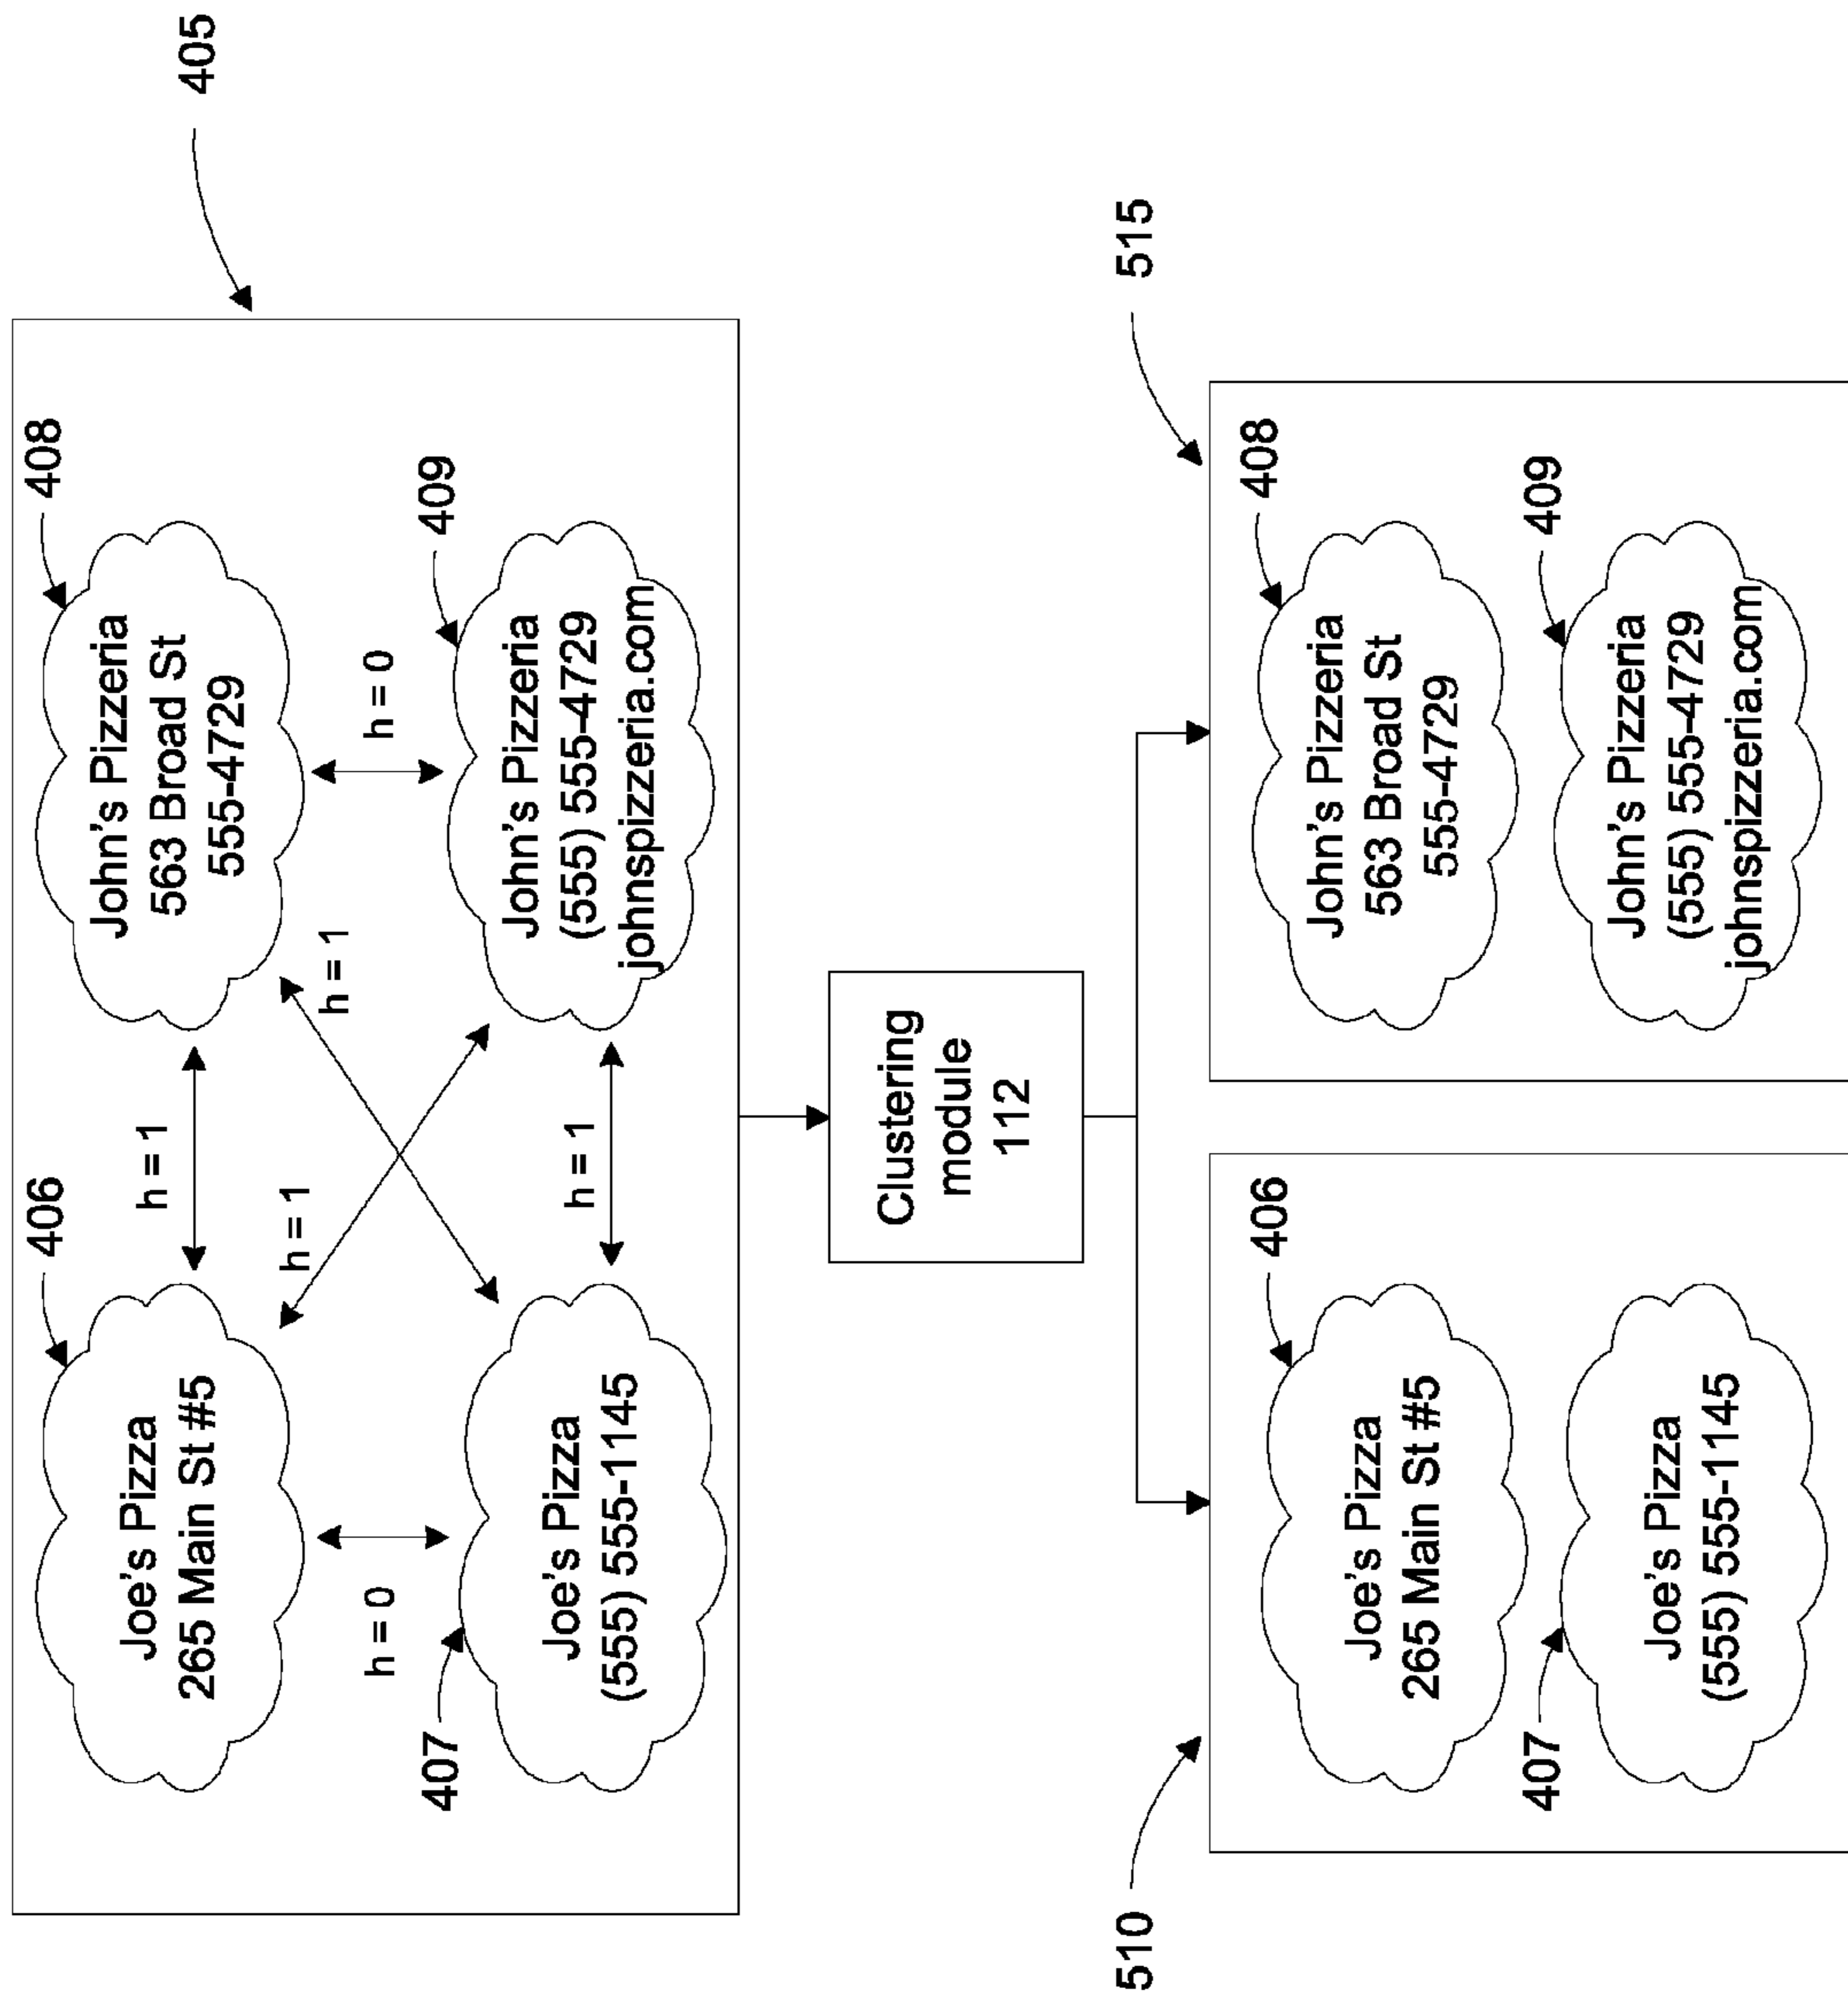 405
406
408
Joe's Pizza
265 Main St #5
h = 1
John's Pizzeria
563 Broad St
555-4729
h = 0
h = 1
h = 1
h = 0
407
409
Joe's Pizza
(555) 555-1145
h = 1
John's Pizzeria
(555) 555-4729
johnspizzeria.com
Clustering
module
112
510
515
406
408
Joe's Pizza
265 Main St #5
John's Pizzeria
563 Broad St
555-4729
407
409
Joe's Pizza
(555) 555-1145
John's Pizzeria
(555) 555-4729
johnspizzeria.com